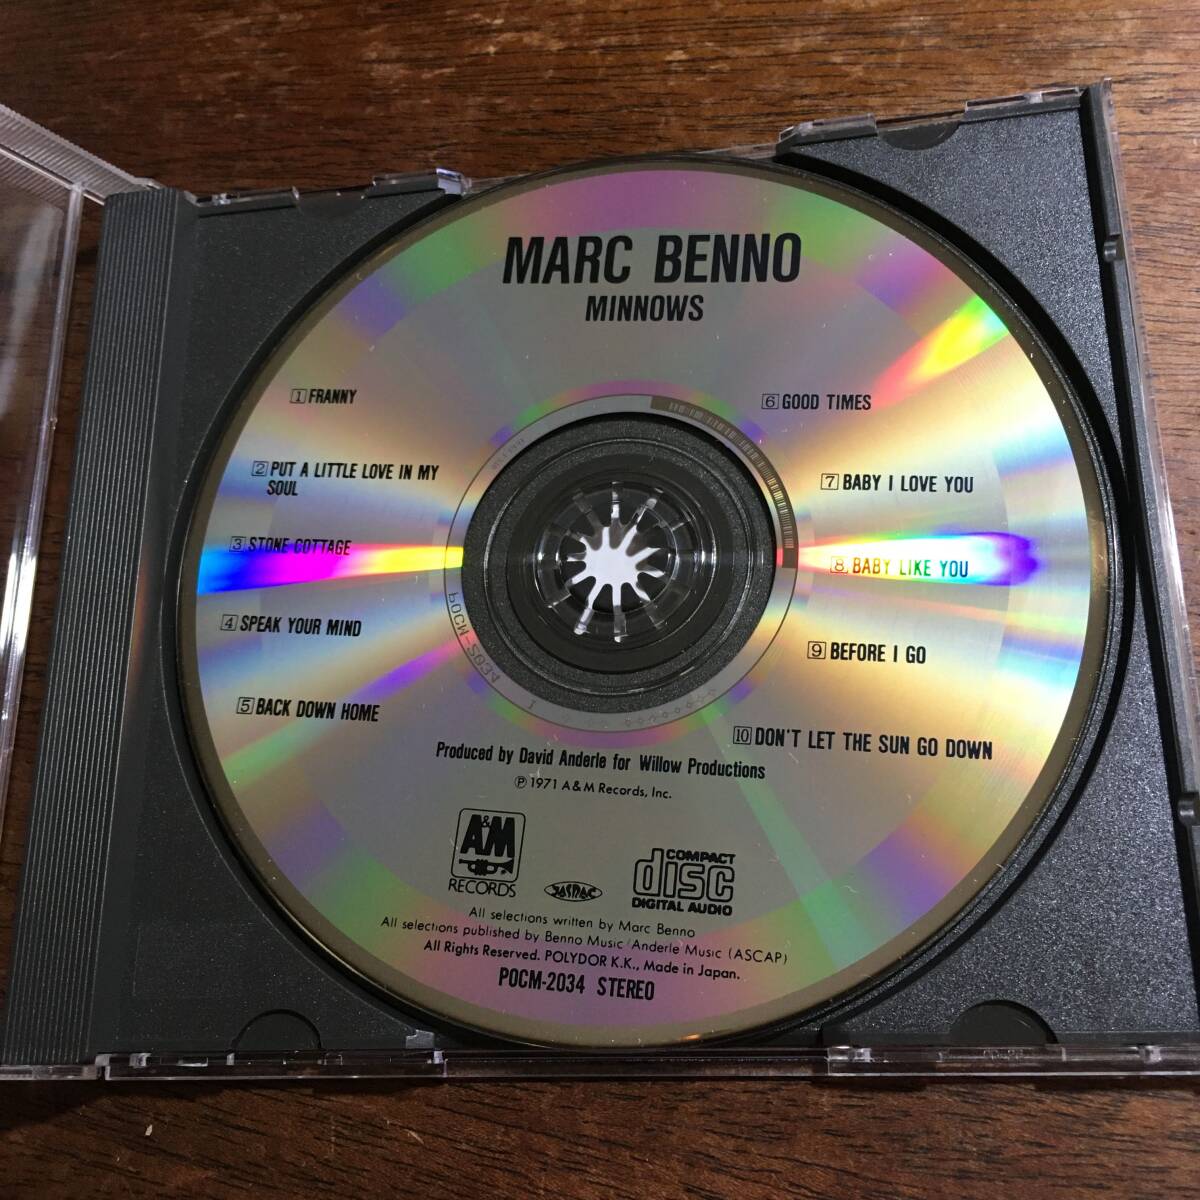 MARC BENNO
MINNOWS
1 FRANNY
2 PUT A LITTLE LOVE IN MY
SOUL
3 STONE COTTAGE
4 SPEAK YOUR MIND
5 BACK DOWN HOME
6 GOOD TIMES
7 BABY I LOVE YOU
8 BABY LIKE YOU
9 BEFORE I GO
10 DON'T LET THE SUN GO DOWN
POCM-2034
1
Produced by David Anderle for Willow Productions
℗ 1971 A&M Records, Inc.
A&M
RECORDS
JASRAC
COMPACT
disc
DIGITAL AUDIO
All selections written by Marc Benno
All selections published by Benno Music/Anderle Music (ASCAP)
All Rights Reserved. POLYDOR K.K., Made in Japan.
POCM-2034 STEREO